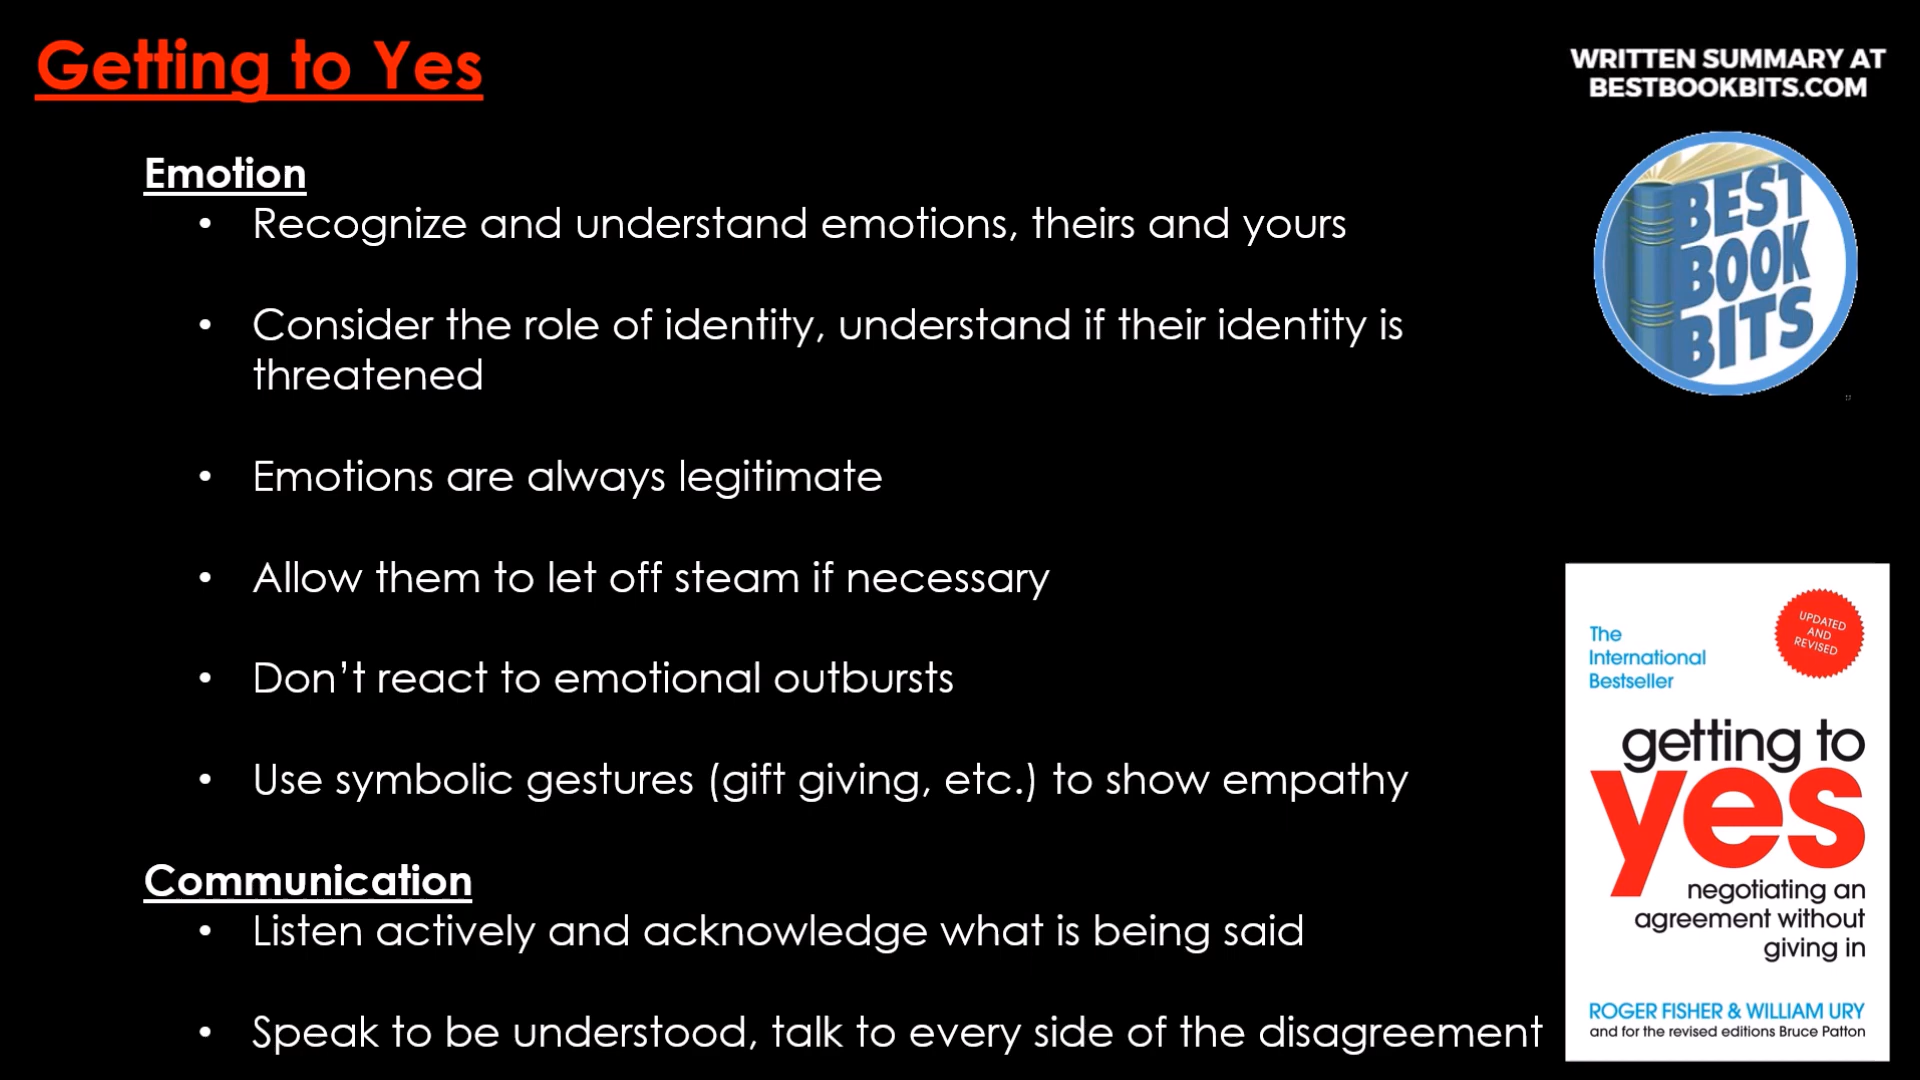 Getting to Yes
WRITTEN SUMMARY AT
BESTBOOKBITS.COM
BEST
BOOK
BITS
Emotion
• Recognize and understand emotions, theirs and yours
• Consider the role of identity, understand if their identity is
threatened
• Emotions are always legitimate
• Allow them to let off steam if necessary
• Don’t react to emotional outbursts
• Use symbolic gestures (gift giving, etc.) to show empathy
Communication
• Listen actively and acknowledge what is being said
• Speak to be understood, talk to every side of the disagreement
The
International
Bestseller
UPDATED
AND
REVISED
getting to
yes
negotiating an
agreement without
giving in
ROGER FISHER & WILLIAM URY
and for the revised editions Bruce Patton